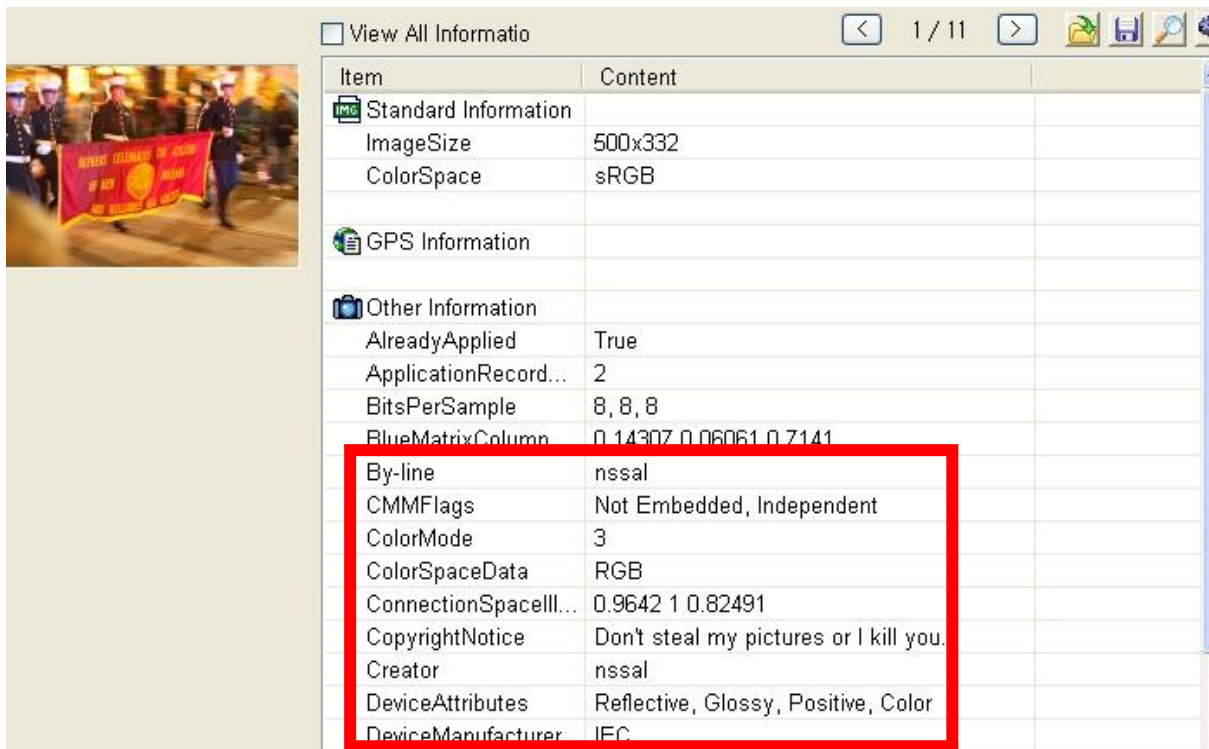 View All Informatio
1 / 11
Item Content
IMG Standard Information
ImageSize 500x332
ColorSpace sRGB
GPS Information
Other Information
AlreadyApplied True
ApplicationRecord... 2
BitsPerSample 8, 8, 8
BlueMatrixColumn 0.14307 0.06061 0.7141
By-line nssal
CMMFlags Not Embedded, Independent
ColorMode 3
ColorSpaceData RGB
ConnectionSpaceIll... 0.9642 1 0.82491
CopyrightNotice Don't steal my pictures or I kill you.
Creator nssal
DeviceAttributes Reflective, Glossy, Positive, Color
DeviceManufacturer IEC